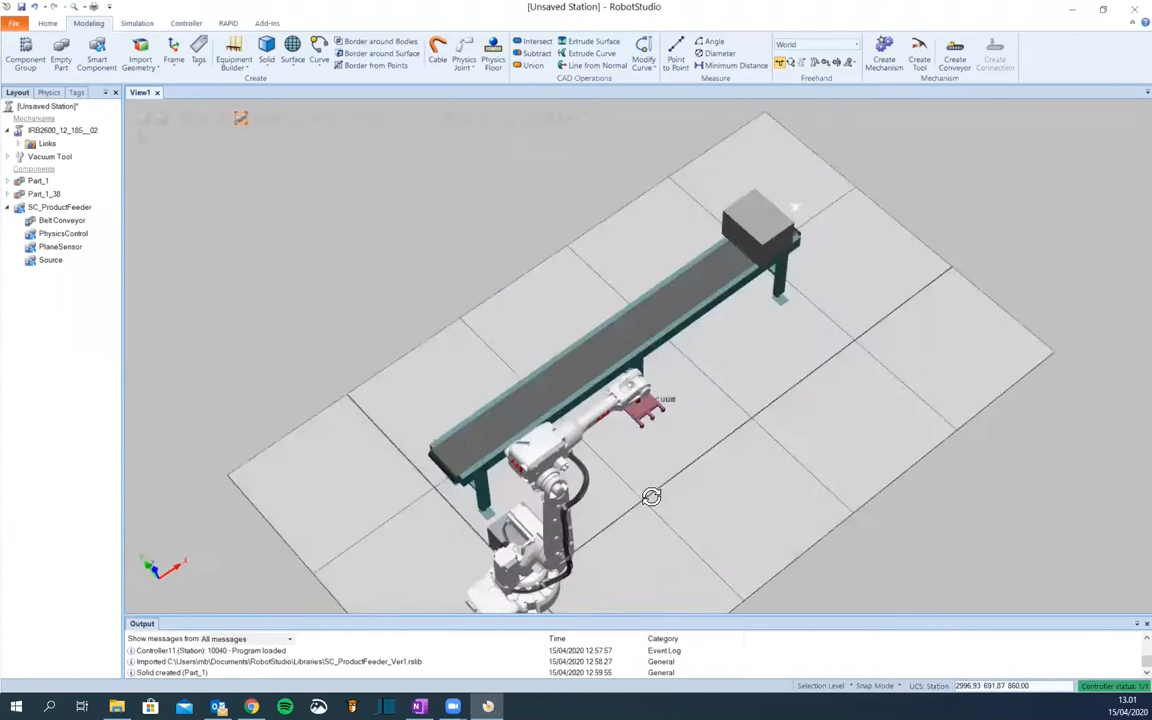 [Unsaved Station] - RobotStudio
File Home Modeling Simulation Controller RAPID Add-Ins
Component Group
Empty Part
Smart Component
Import Geometry
Frame
Tags
Equipment Builder
Solid
Surface
Curve
Border around Bodies
Border around Surface
Border from Points
Create
Cable
Physics Joint
Physics Floor
Intersect
Subtract
Union
Extrude Surface
Extrude Curve
Line from Normal
Modify Curve
CAD Operations
Point to Point
Angle
Diameter
Minimum Distance
Measure
World
Freehand
Create Mechanism
Create Tool
Create Conveyor
Create Connection
Mechanism
Layout Physics Tags
View1
[Unsaved Station]*
Mechanisms
IRB2600_12_185__02
Links
Vacuum Tool
Components
Part_1
Part_1_38
SC_ProductFeeder
Belt Conveyor
PhysicsControl
PlaneSensor
Source
Z
X
Output
Show messages from All messages Time Category
Controller11 (Station): 10040 - Program loaded 15/04/2020 12.57.57 Event Log
Imported C:\Users\mb\Documents\RobotStudio\Libraries\SC_ProductFeeder_Ver1.rslib 15/04/2020 12.58.27 General
Solid created (Part_1) 15/04/2020 12.59.55 General
Selection Level Snap Mode UCS: Station 2996.93 691.87 860.00 Controller status: 1/1
13.01
15/04/2020